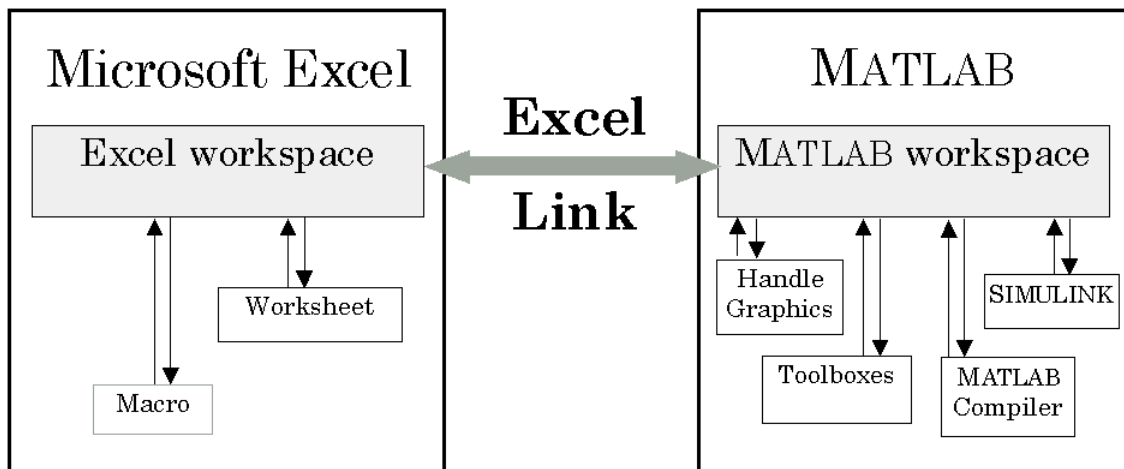 Microsoft Excel
Excel workspace
Worksheet
Macro
Excel
Link
MATLAB
MATLAB workspace
Handle
Graphics
Toolboxes
MATLAB
Compiler
SIMULINK